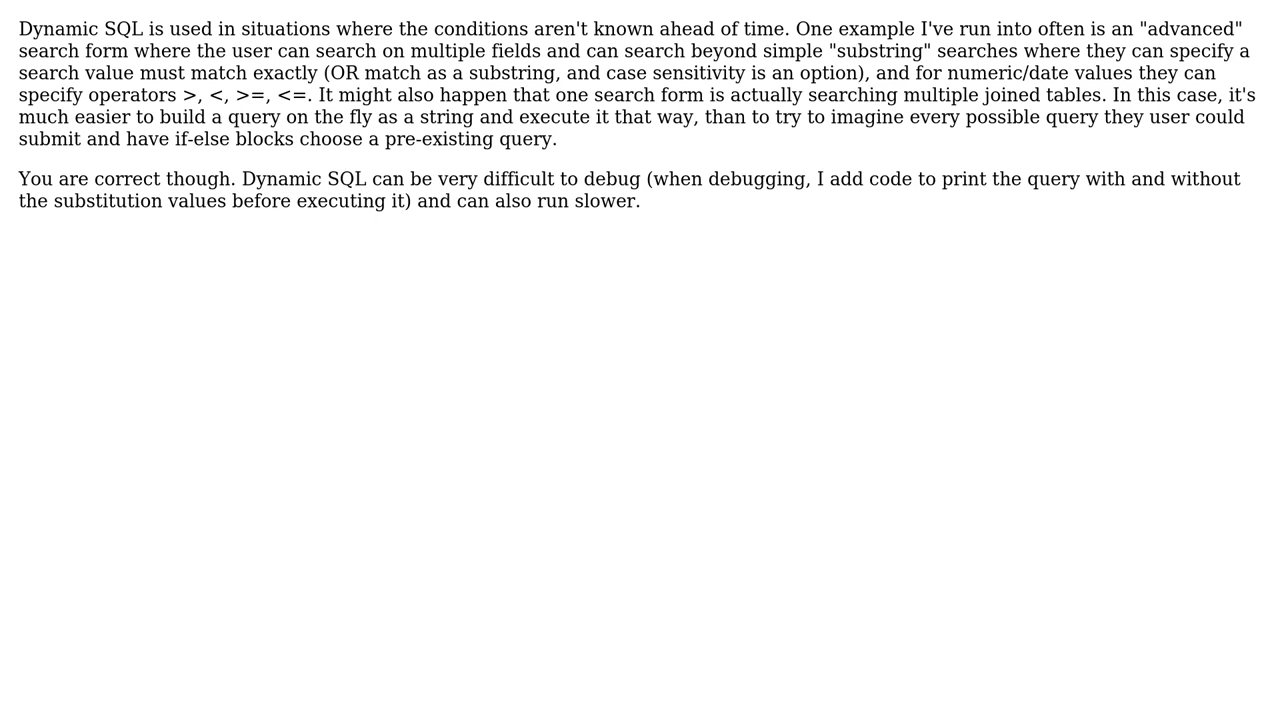 Dynamic SQL is used in situations where the conditions aren't known ahead of time. One example I've run into often is an "advanced"
search form where the user can search on multiple fields and can search beyond simple "substring" searches where they can specify a
search value must match exactly (OR match as a substring, and case sensitivity is an option), and for numeric/date values they can
specify operators >, <, >=, <=. It might also happen that one search form is actually searching multiple joined tables. In this case, it's
much easier to build a query on the fly as a string and execute it that way, than to try to imagine every possible query they user could
submit and have if-else blocks choose a pre-existing query.
You are correct though. Dynamic SQL can be very difficult to debug (when debugging, I add code to print the query with and without
the substitution values before executing it) and can also run slower.